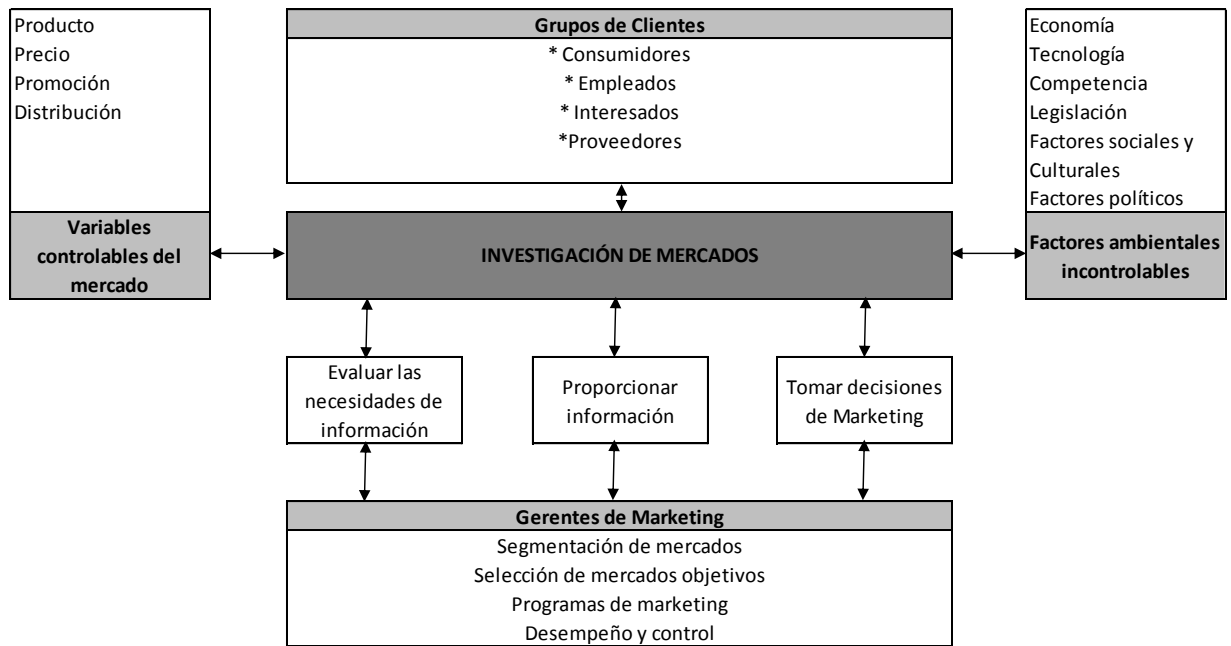 Producto
Precio
Promoción
Distribución
Variables
controlables del
mercado
Grupos de Clientes
* Consumidores
* Empleados
* Interesados
*Proveedores
Economía
Tecnología
Competencia
Legislación
Factores sociales y
Culturales
Factores políticos
Factores ambientales
incontrolables
INVESTIGACIÓN DE MERCADOS
Evaluar las
necesidades de
información
Proporcionar
información
Tomar decisiones
de Marketing
Gerentes de Marketing
Segmentación de mercados
Selección de mercados objetivos
Programas de marketing
Desempeño y control